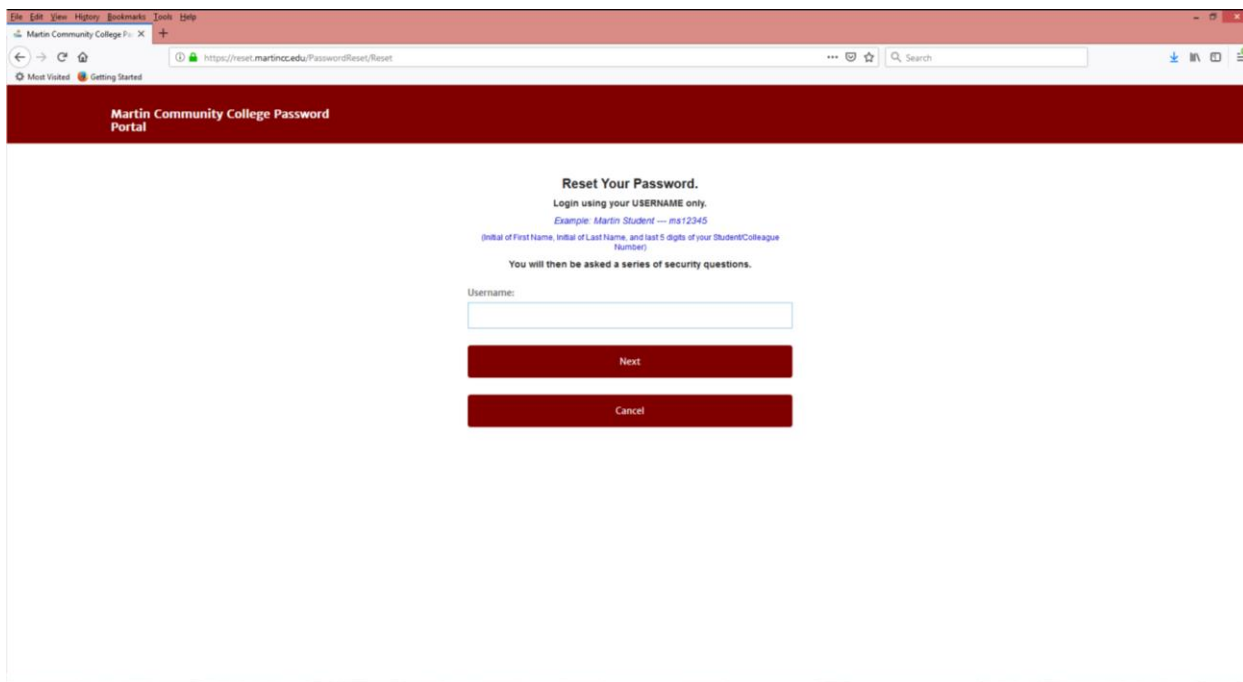 File Edit View History Bookmarks Tools Help
Martin Community College Pa
https://reset.martincc.edu/PasswordReset/Reset
Search
Most Visited Getting Started
Martin Community College Password
Portal
Reset Your Password.
Login using your USERNAME only.
Example: Martin Student --- ms12345
(Initial of First Name, Initial of Last Name, and last 5 digits of your Student/Colleague
Number)
You will then be asked a series of security questions.
Username:
Next
Cancel